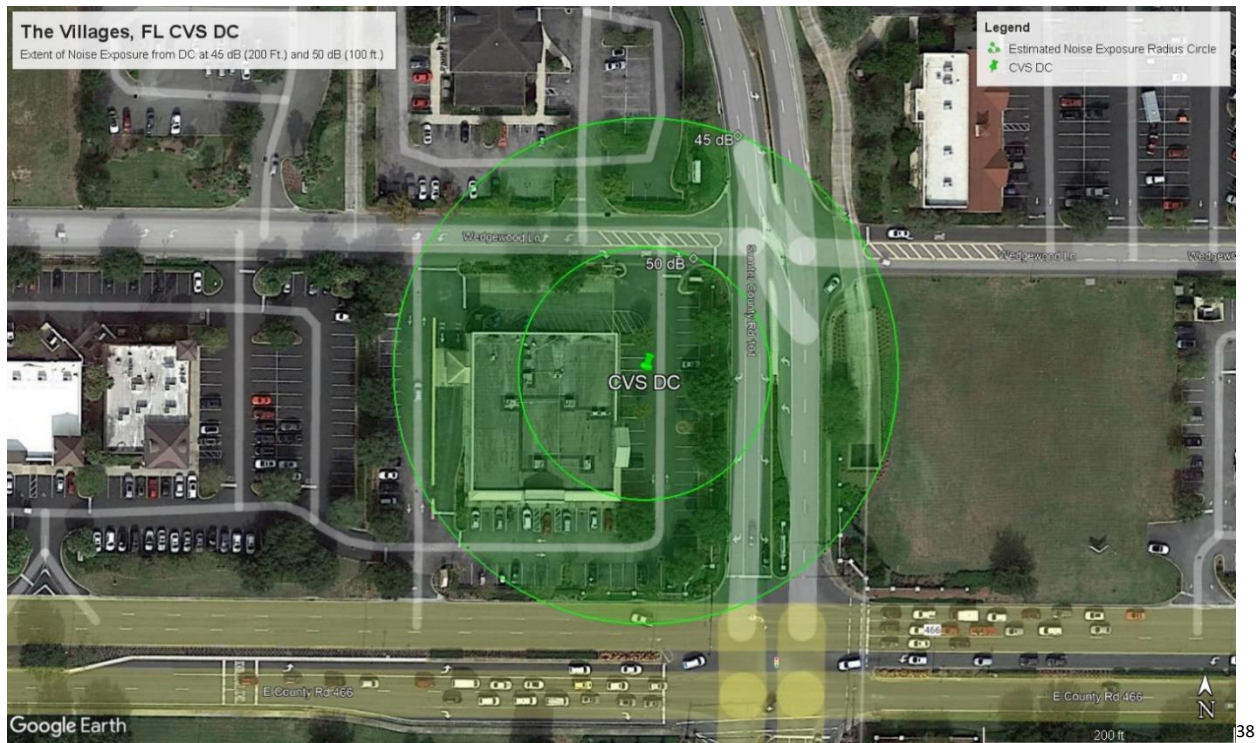 The Villages, FL CVS DC
Extent of Noise Exposure from DC at 45 dB (200 Ft.) and 50 dB (100 ft.)
Legend
Estimated Noise Exposure Radius Circle
CVS DC
45 dB
Wedgewood Ln
50 dB
Wedgewood Ln
CVS DC
466
E County Rd 466
E County Rd 466
N
Google Earth
200 ft
38